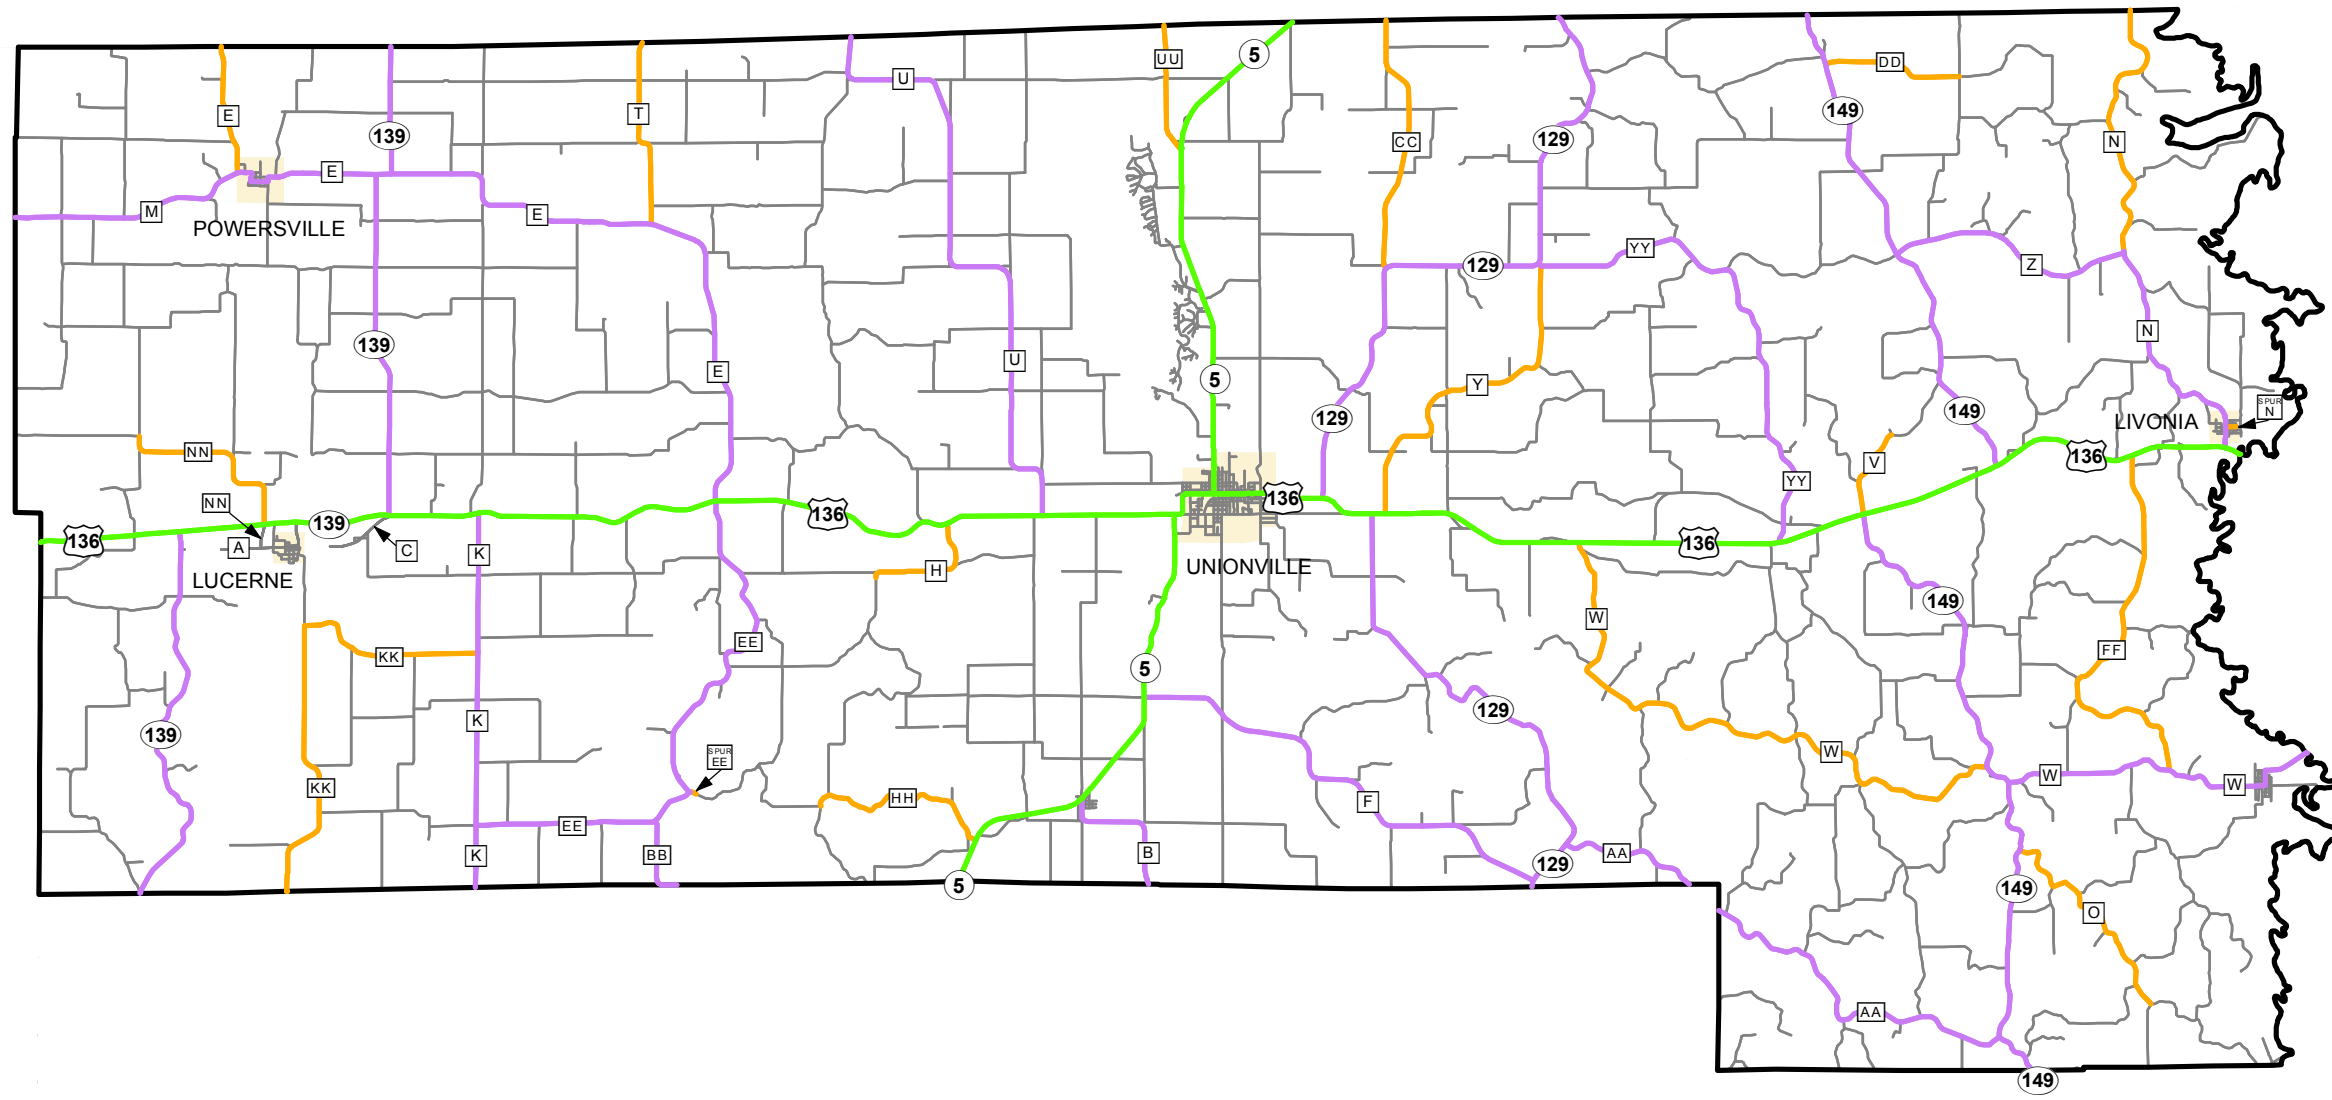 5
UU
DD
U
149
E
T
139
129
CC
N
E
M
E
POWERSVILLE
YY
129
Z
N
139
U
E
5
Y
149
SPUR
N
129
LIVONIA
NN
136
V
YY
NN
136
136
139
136
136
A
C
K
LUCERNE
H
UNIONVILLE
149
W
EE
FF
KK
5
129
K
139
W
SPUR
EE
W
W
KK
HH
F
EE
K
BB
B
129
AA
5
149
O
AA
149